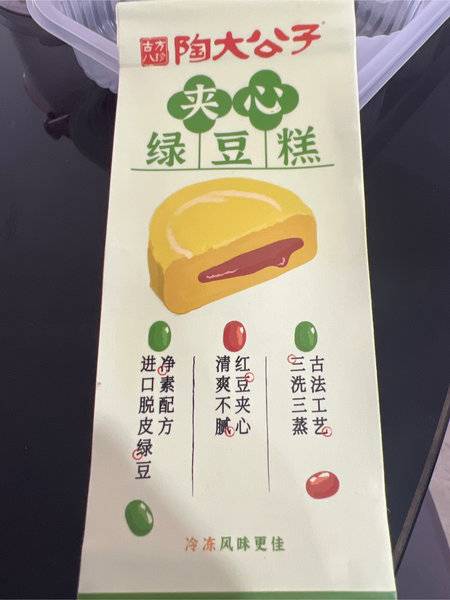 古方
八珍
陶大公子
夹心
绿豆糕
古法工艺
三洗三蒸
红豆夹心
清爽不腻
净素配方
进口脱皮绿豆
冷冻风味更佳